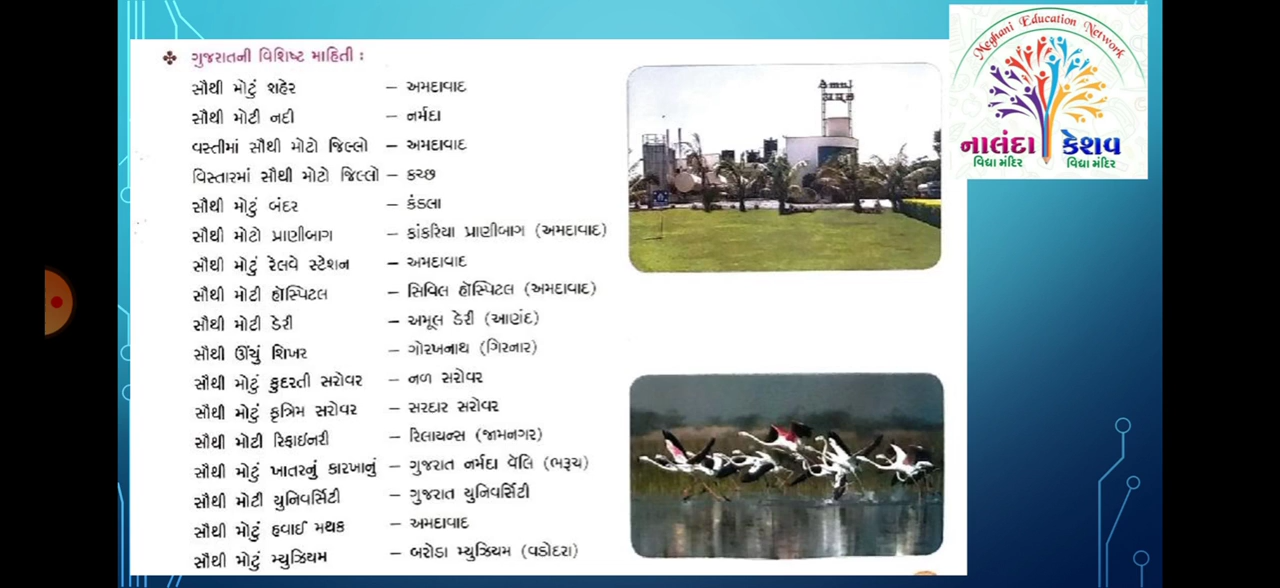 ❖ ગુજરાતની વિશિષ્ટ માહિતી :
સૌથી મોટું શહેર – અમદાવાદ
સૌથી મોટી નદી – નર્મદા
વસ્તીમાં સૌથી મોટો જિલ્લો – અમદાવાદ
વિસ્તારમાં સૌથી મોટો જિલ્લો – કચ્છ
સૌથી મોટું બંદર – કંડલા
સૌથી મોટો પ્રાણીબાગ – કાંકરિયા પ્રાણીબાગ (અમદાવાદ)
સૌથી મોટું રેલવે સ્ટેશન – અમદાવાદ
સૌથી મોટી હૉસ્પિટલ – સિવિલ હૉસ્પિટલ (અમદાવાદ)
સૌથી મોટી ડેરી – અમૂલ ડેરી (આણંદ)
સૌથી ઊંચું શિખર – ગોરખનાથ (ગિરનાર)
સૌથી મોટું કુદરતી સરોવર – નળ સરોવર
સૌથી મોટું કૃત્રિમ સરોવર – સરદાર સરોવર
સૌથી મોટી રિફાઇનરી – રિલાયન્સ (જામનગર)
સૌથી મોટું ખાતરનું કારખાનું – ગુજરાત નર્મદા વેલિ (ભરૂચ)
સૌથી મોટી યુનિવર્સિટી – ગુજરાત યુનિવર્સિટી
સૌથી મોટું હવાઈ મથક – અમદાવાદ
સૌથી મોટું મ્યુઝિયમ – બરોડા મ્યુઝિયમ (વડોદરા)
Amul
Meghani Education Network
નાલંદા કેશવ
વિદ્યા મંદિર વિદ્યા મંદિર